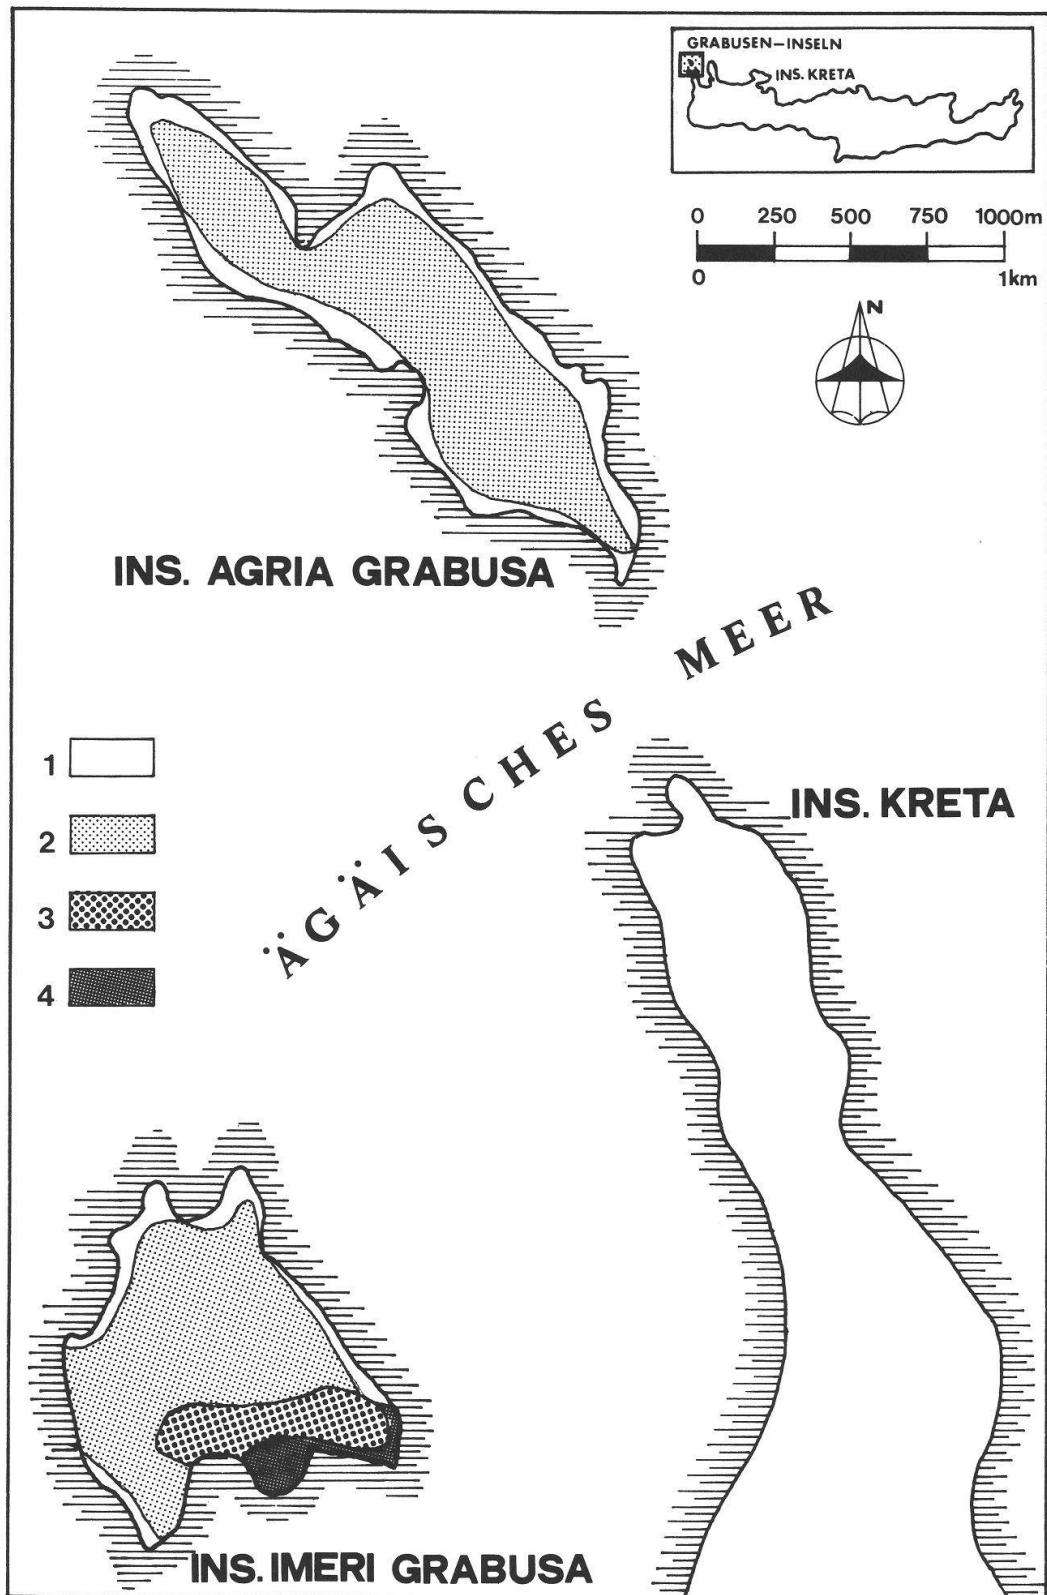 GRABUSEN–INSELN
INS. KRETA
0 250 500 750 1000m
0 1km
N
INS. AGRIA GRABUSA
ÄGÄISCHES MEER
1
INS. KRETA
2
3
4
INS. IMERI GRABUSA